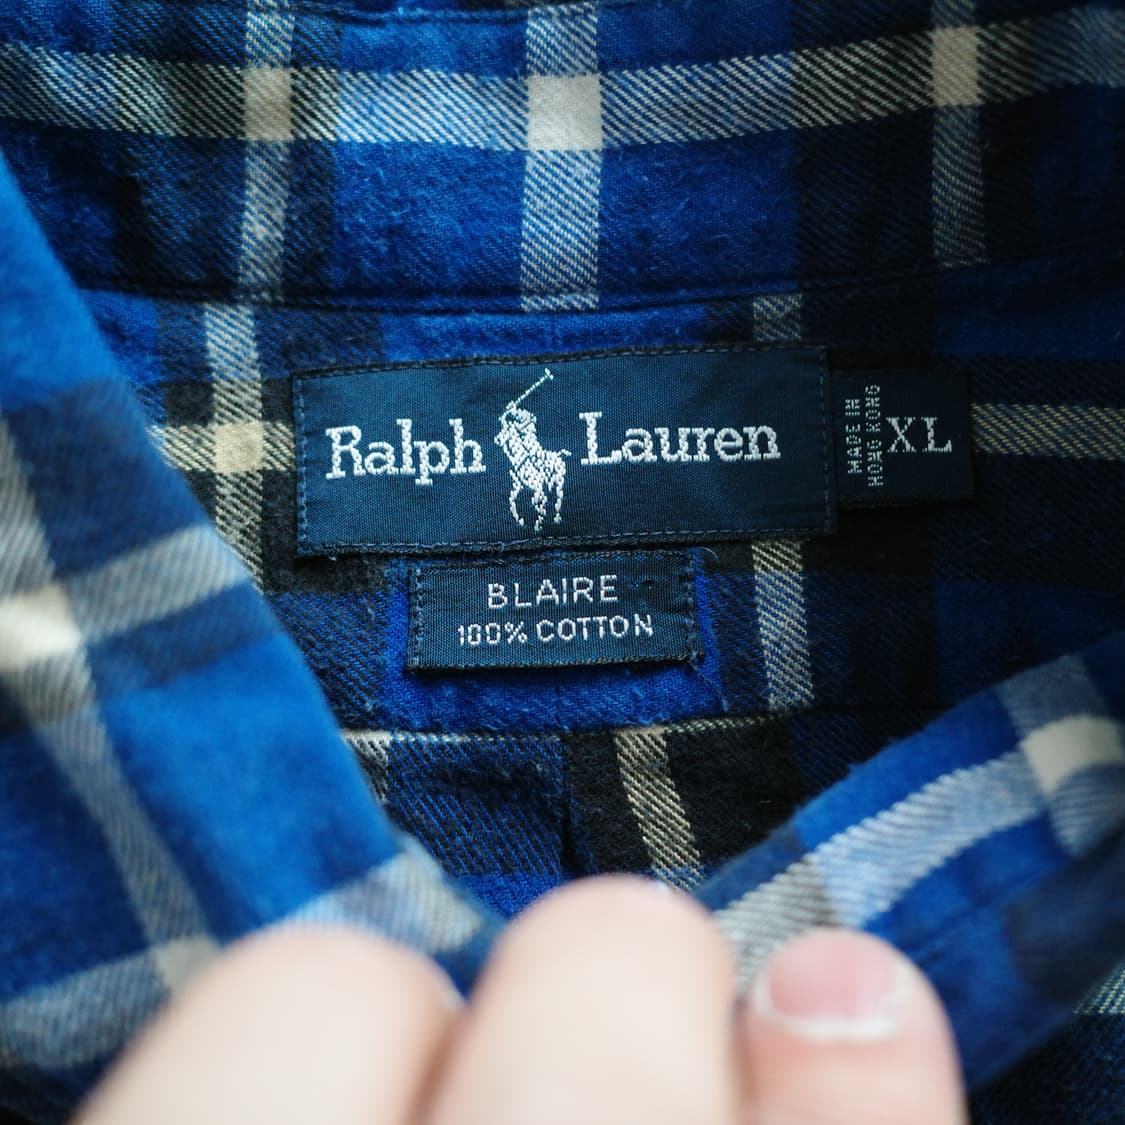 Ralph Lauren
MADE IN
HONG KONG
XL
BLAIRE
100% COTTON